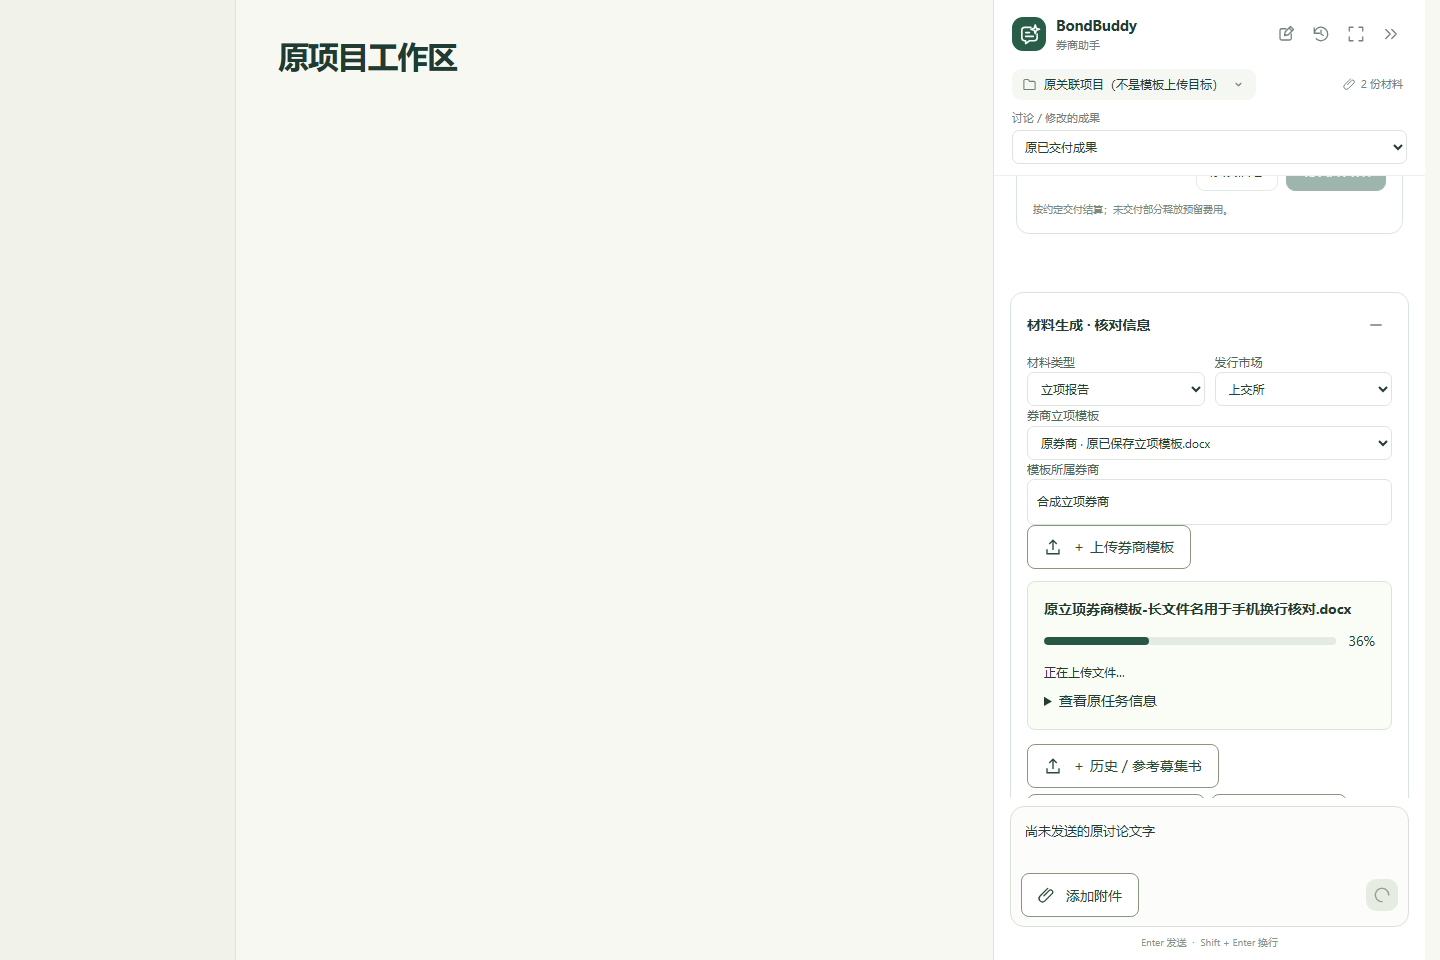 原项目工作区
BondBuddy
券商助手
原关联项目（不是模板上传目标）
2 份材料
讨论 / 修改的成果
原已交付成果
按约定交付结算；未交付部分释放预留费用。
材料生成 · 核对信息
材料类型
发行市场
立项报告
上交所
券商立项模板
原券商 · 原已保存立项模板.docx
模板所属券商
合成立项券商
+ 上传券商模板
原立项券商模板-长文件名用于手机换行核对.docx
36%
正在上传文件...
查看原任务信息
+ 历史 / 参考募集书
尚未发送的原讨论文字
添加附件
Enter 发送 · Shift + Enter 换行